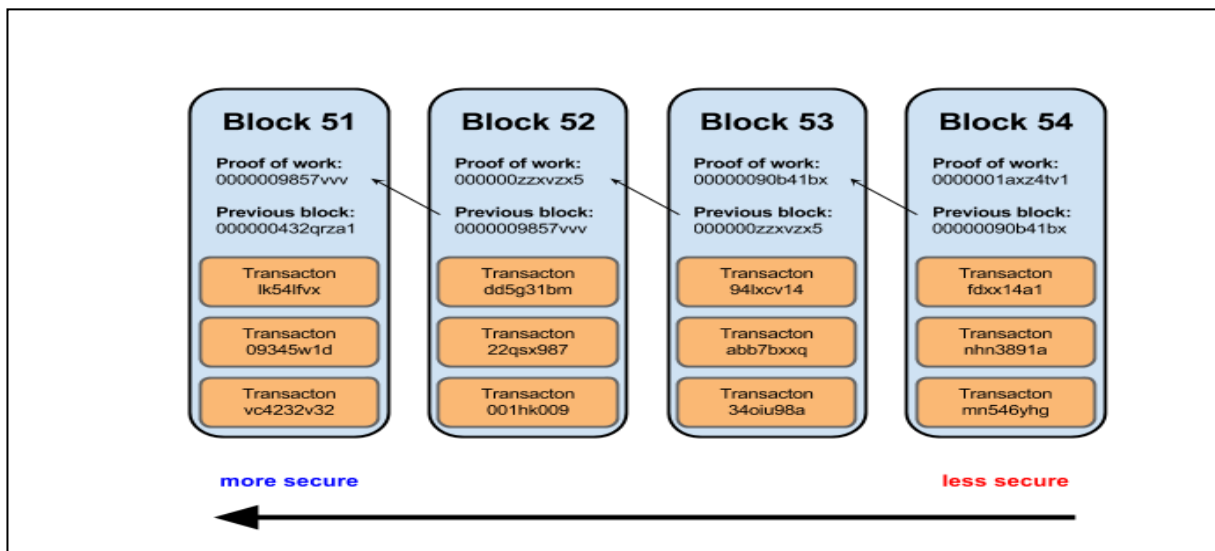 Block 51
Proof of work:
0000009857vvv
Previous block:
000000432qrza1
Transacton
lk54lfvx
Transacton
09345w1d
Transacton
vc4232v32
Block 52
Proof of work:
000000zzxvzx5
Previous block:
0000009857vvv
Transacton
dd5g31bm
Transacton
22qsx987
Transacton
001hk009
Block 53
Proof of work:
00000090b41bx
Previous block:
000000zzxvzx5
Transacton
94lxcv14
Transacton
abb7bxxq
Transacton
34oiu98a
Block 54
Proof of work:
0000001axz4tv1
Previous block:
00000090b41bx
Transacton
fdxx14a1
Transacton
nhn3891a
Transacton
mn546yhg
more secure
less secure